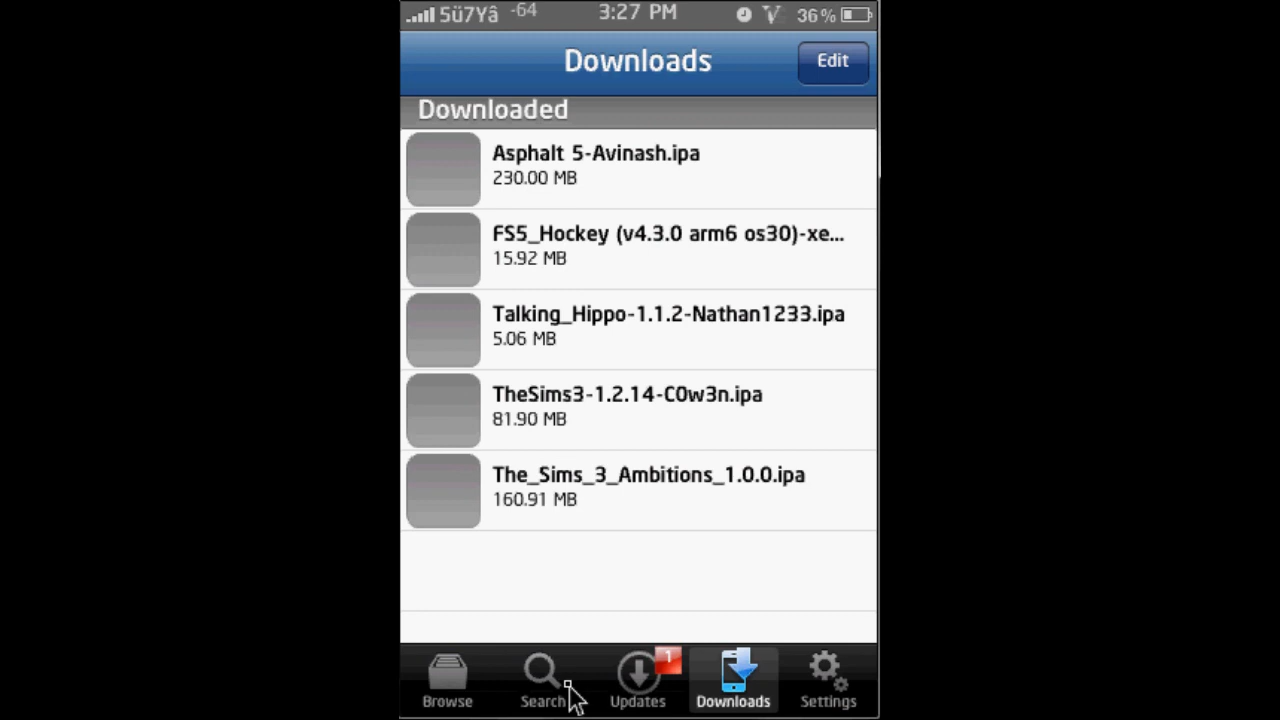 5ü7Yâ -64 3:27 PM 36%
Downloads Edit
Downloaded
Asphalt 5-Avinash.ipa
230.00 MB
FS5_Hockey (v4.3.0 arm6 os30)-xe...
15.92 MB
Talking_Hippo-1.1.2-Nathan1233.ipa
5.06 MB
TheSims3-1.2.14-C0w3n.ipa
81.90 MB
The_Sims_3_Ambitions_1.0.0.ipa
160.91 MB
1
Browse Search Updates Downloads Settings